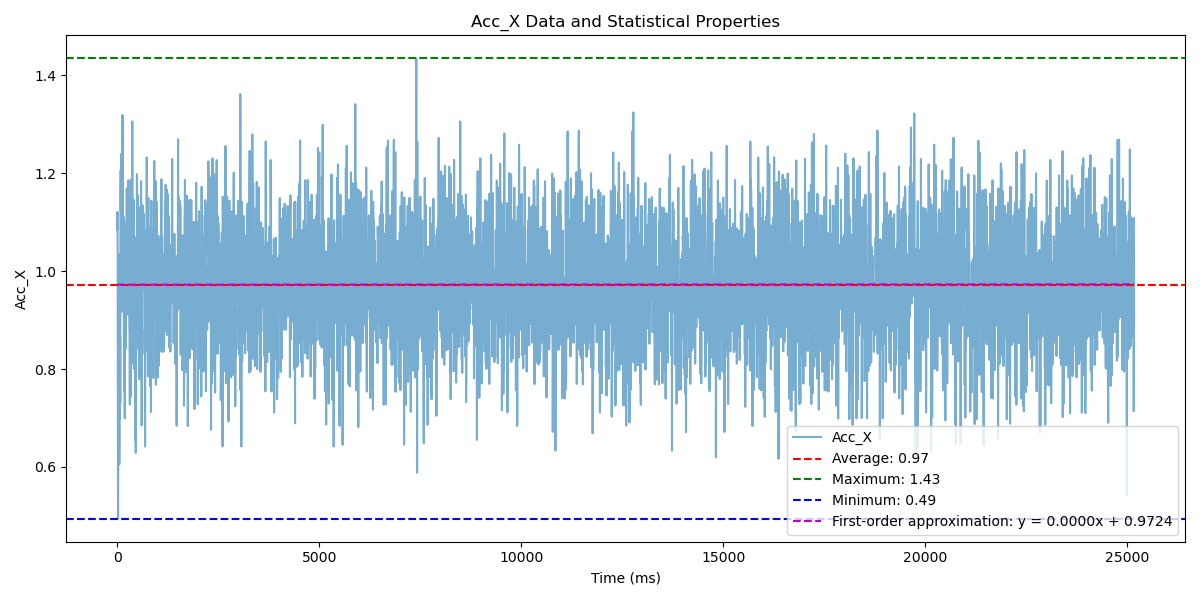 Acc_X Data and Statistical Properties
1.4
1.2
1.0
0.8
0.6
Acc_X
0
5000
10000
15000
20000
25000
Time (ms)
Acc_X
Average: 0.97
Maximum: 1.43
Minimum: 0.49
First-order approximation: y = 0.0000x + 0.9724